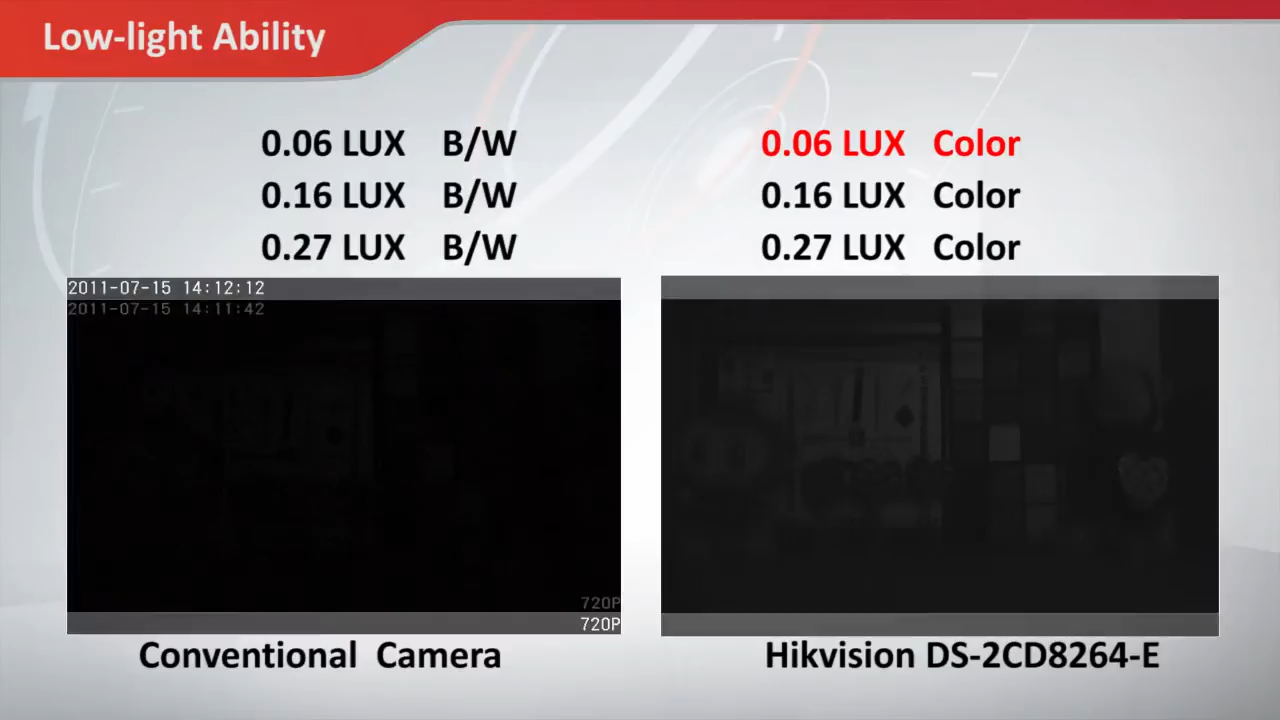 Low-light Ability
0.06 LUX B/W
0.16 LUX B/W
0.27 LUX B/W
0.06 LUX Color
0.16 LUX Color
0.27 LUX Color
2011-07-15 14:12:12
2011-07-15 14:11:42
720P
720P
Conventional Camera
Hikvision DS-2CD8264-E